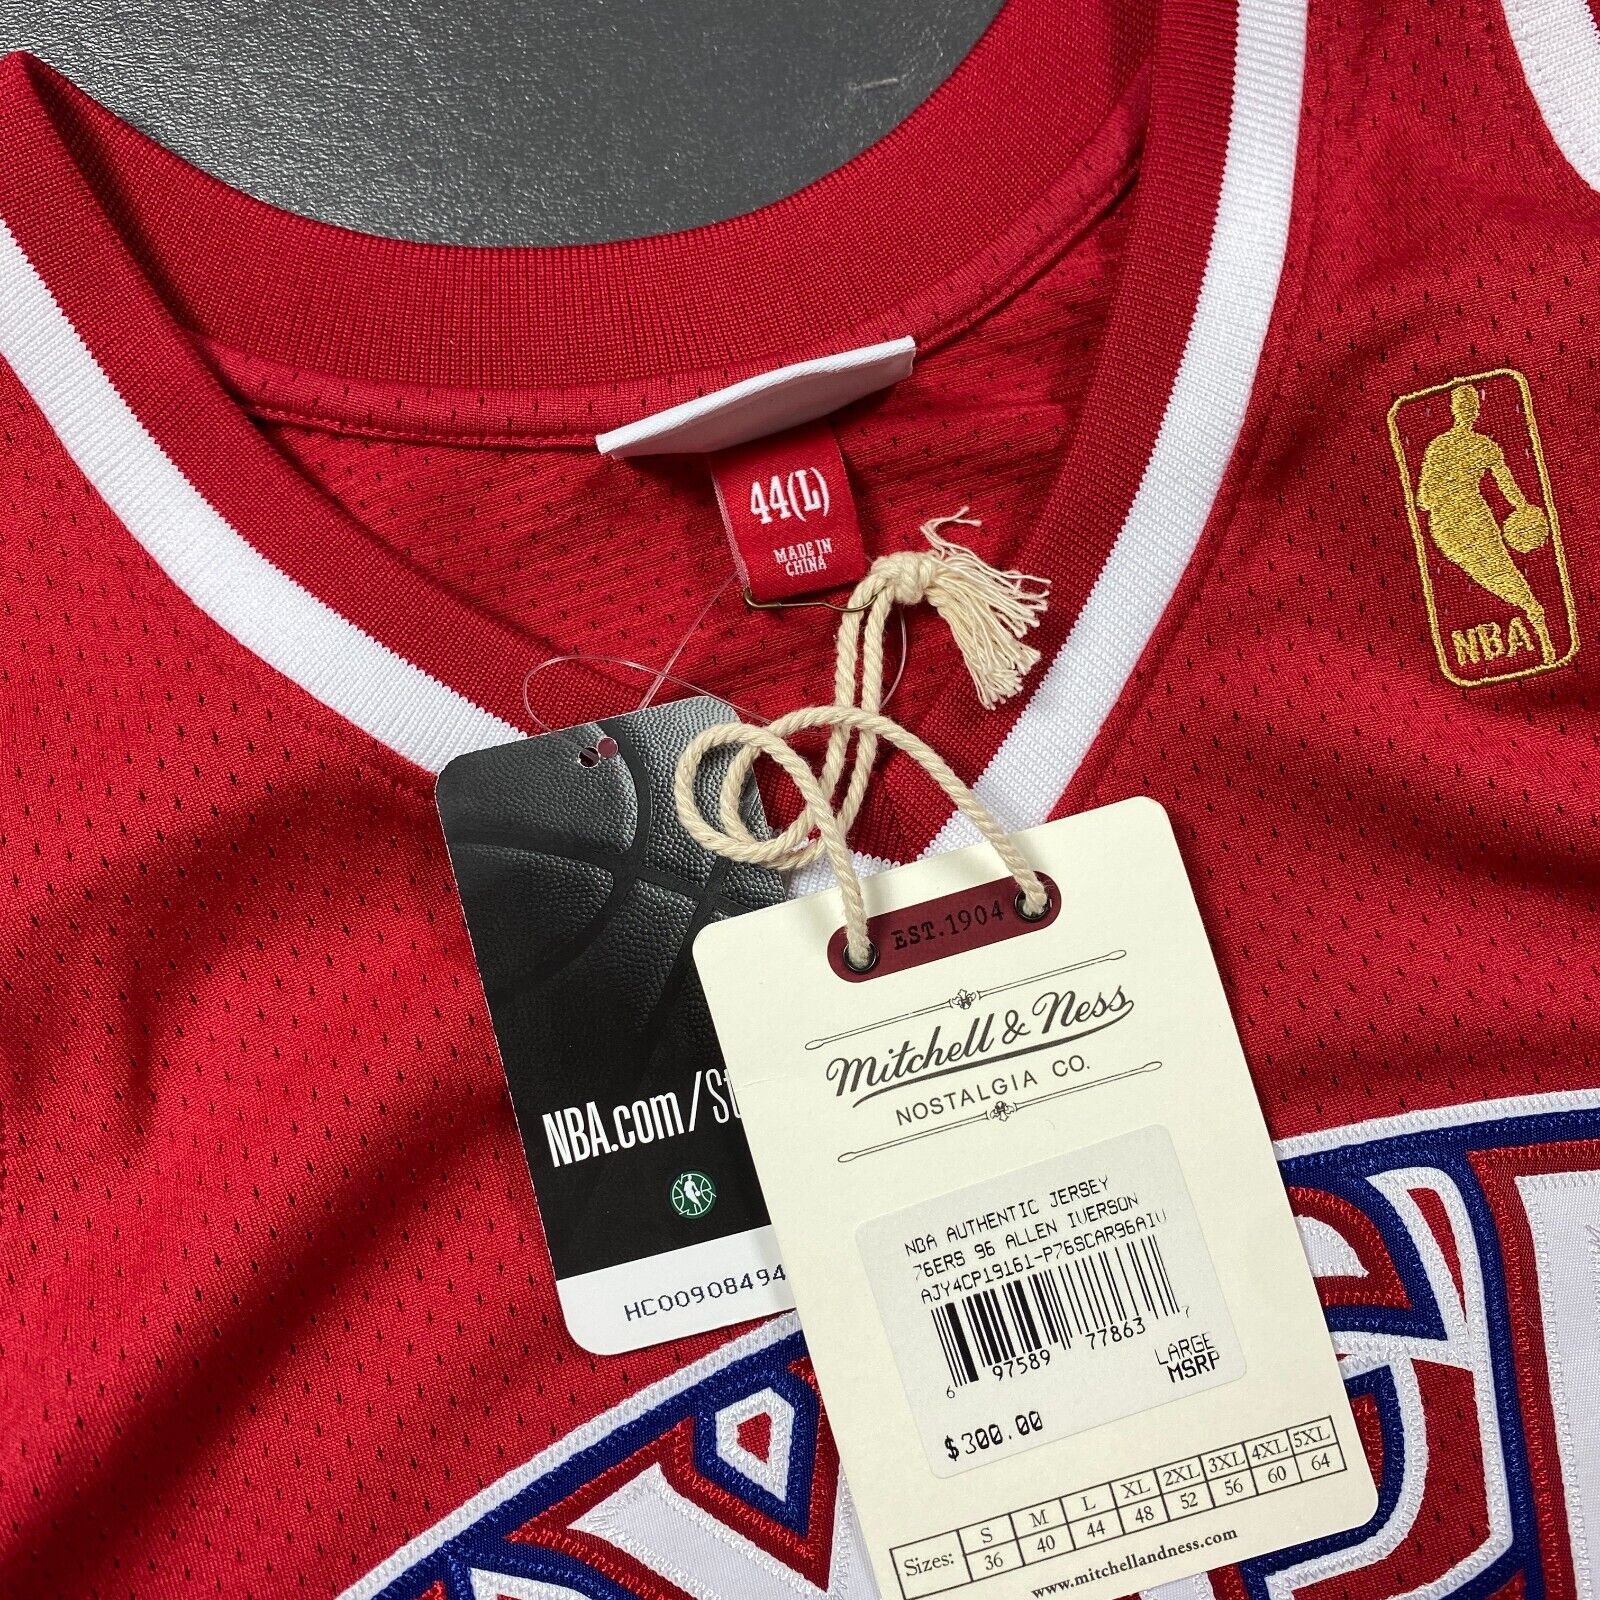 44(L)
MADE IN
CHINA
NBA
EST.1904
Mitchell & Ness
NOSTALGIA CO.
NBA.com/St
HC00908494
NBA AUTHENTIC JERSEY
76ERS 96 ALLEN IVERSON
AJY4CP19161-P76SCAR96AIV
6 97589 77863 7
LARGE
MSRP
$300.00
Sizes: S M L XL 2XL 3XL 4XL 5XL
36 40 44 48 52 56 60 64
www.mitchellandness.com